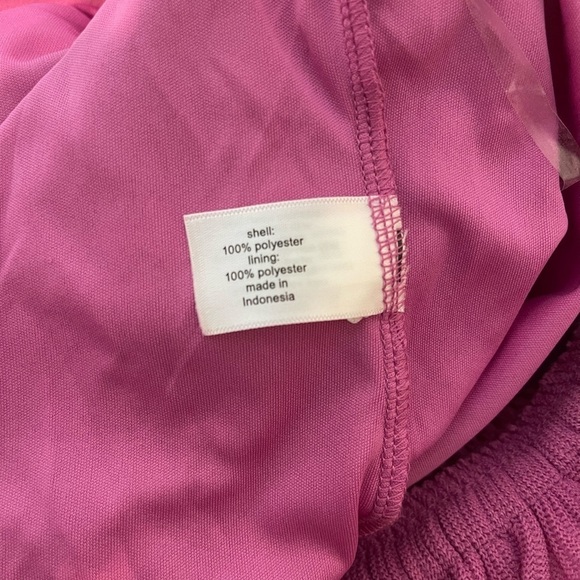 shell:
100% polyester
lining:
100% polyester
made in
Indonesia